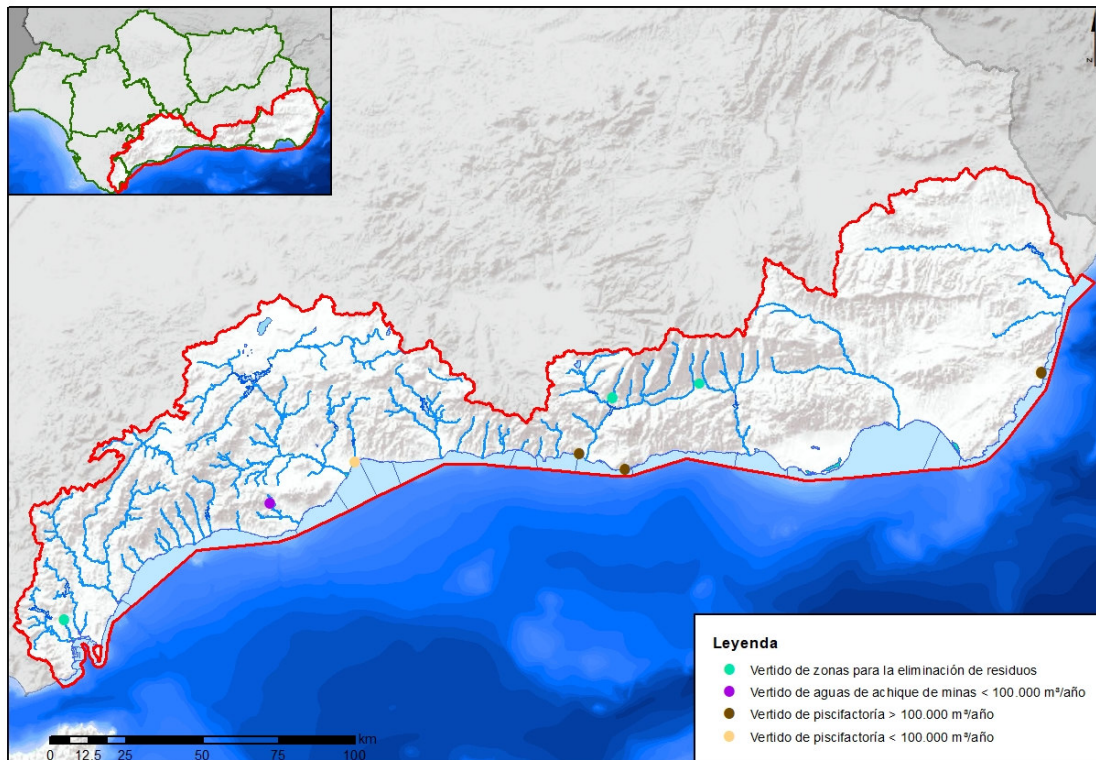 z
Leyenda
Vertido de zonas para la eliminación de residuos
Vertido de aguas de achique de minas < 100.000 m³/año
Vertido de piscifactoría > 100.000 m³/año
Vertido de piscifactoría < 100.000 m³/año
km
0 12,5 25 50 75 100